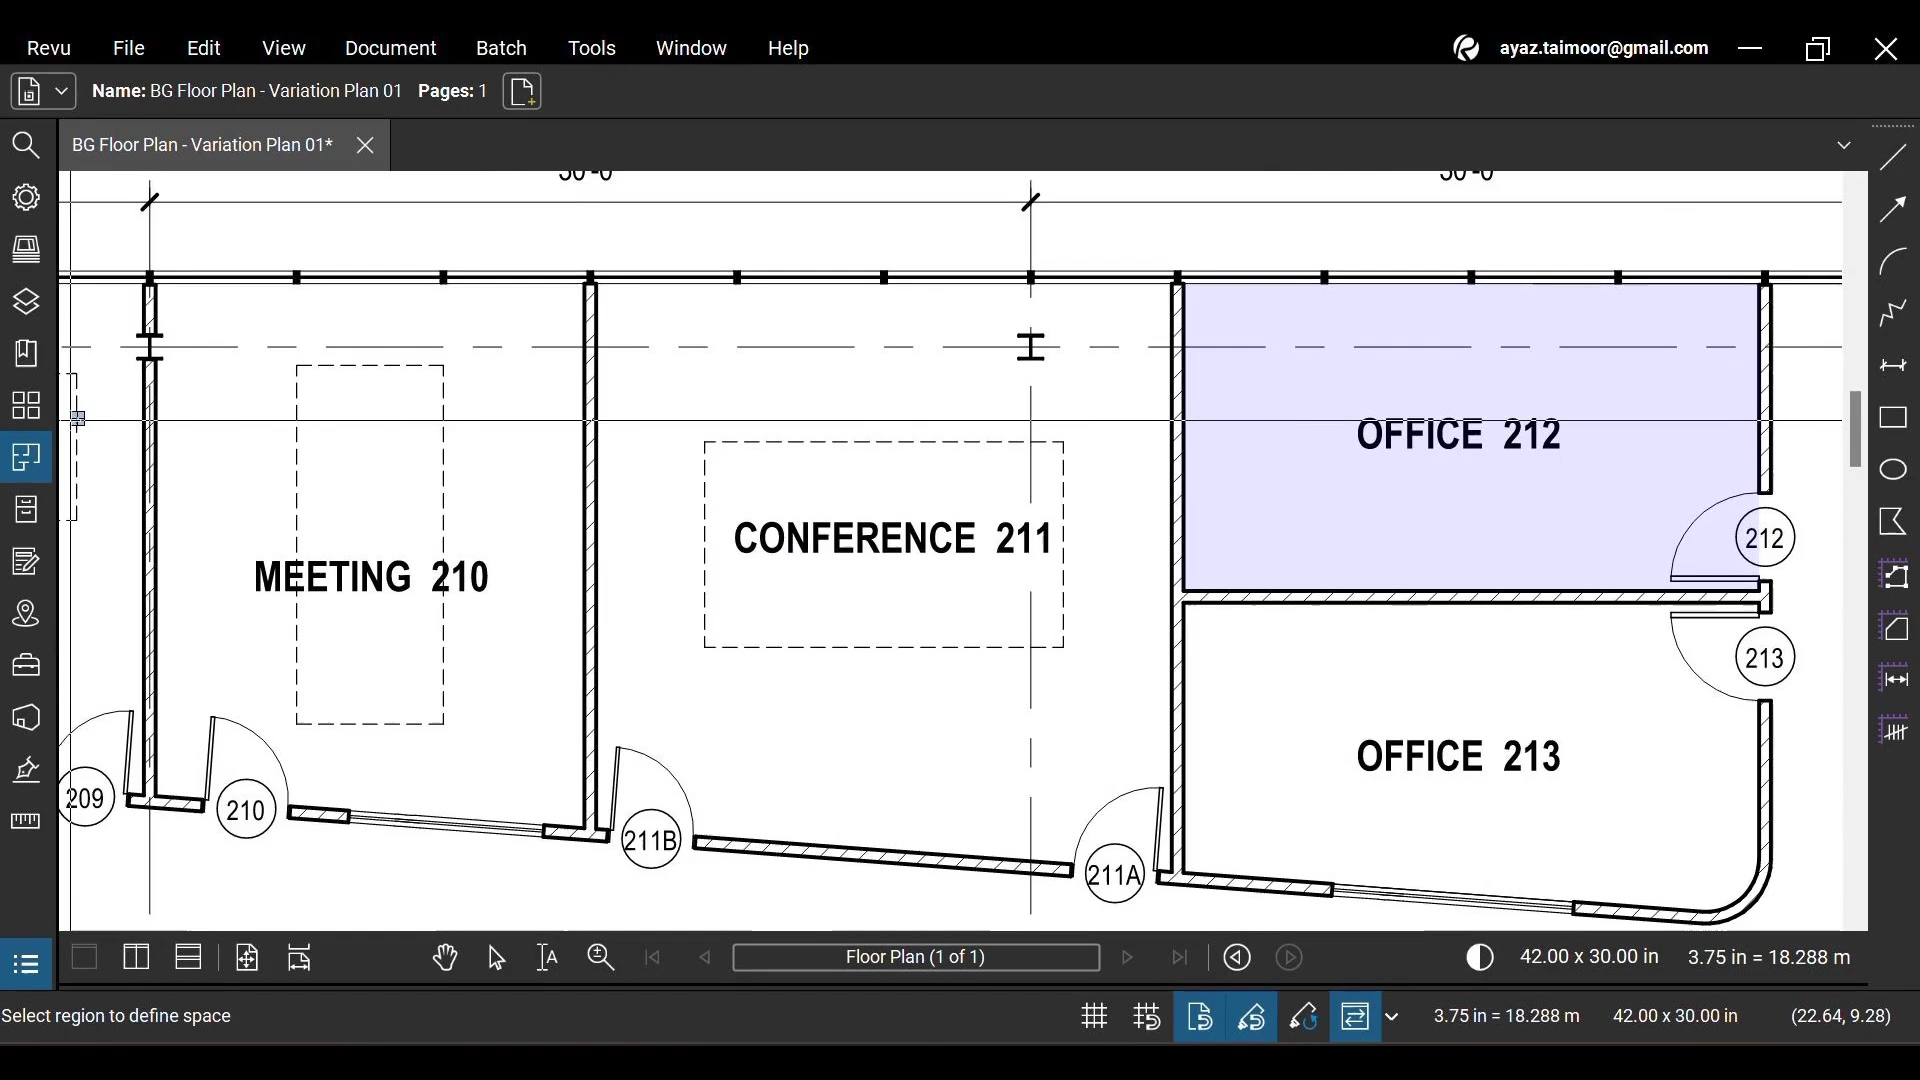 Revu File Edit View Document Batch Tools Window Help ayaz.taimoor@gmail.com
Name: BG Floor Plan - Variation Plan 01 Pages: 1
BG Floor Plan - Variation Plan 01*
30'-0 30'-0
OFFICE 212
212
CONFERENCE 211
MEETING 210
213
OFFICE 213
209 210 211B 211A
Floor Plan (1 of 1) 42.00 x 30.00 in 3.75 in = 18.288 m
Select region to define space 3.75 in = 18.288 m 42.00 x 30.00 in (22.64, 9.28)